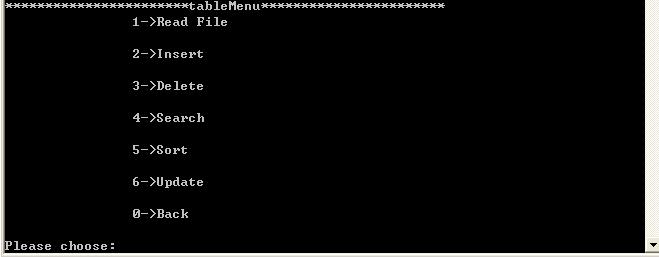 ***********************tableMenu***********************
1->Read File
2->Insert
3->Delete
4->Search
5->Sort
6->Update
0->Back
Please choose: